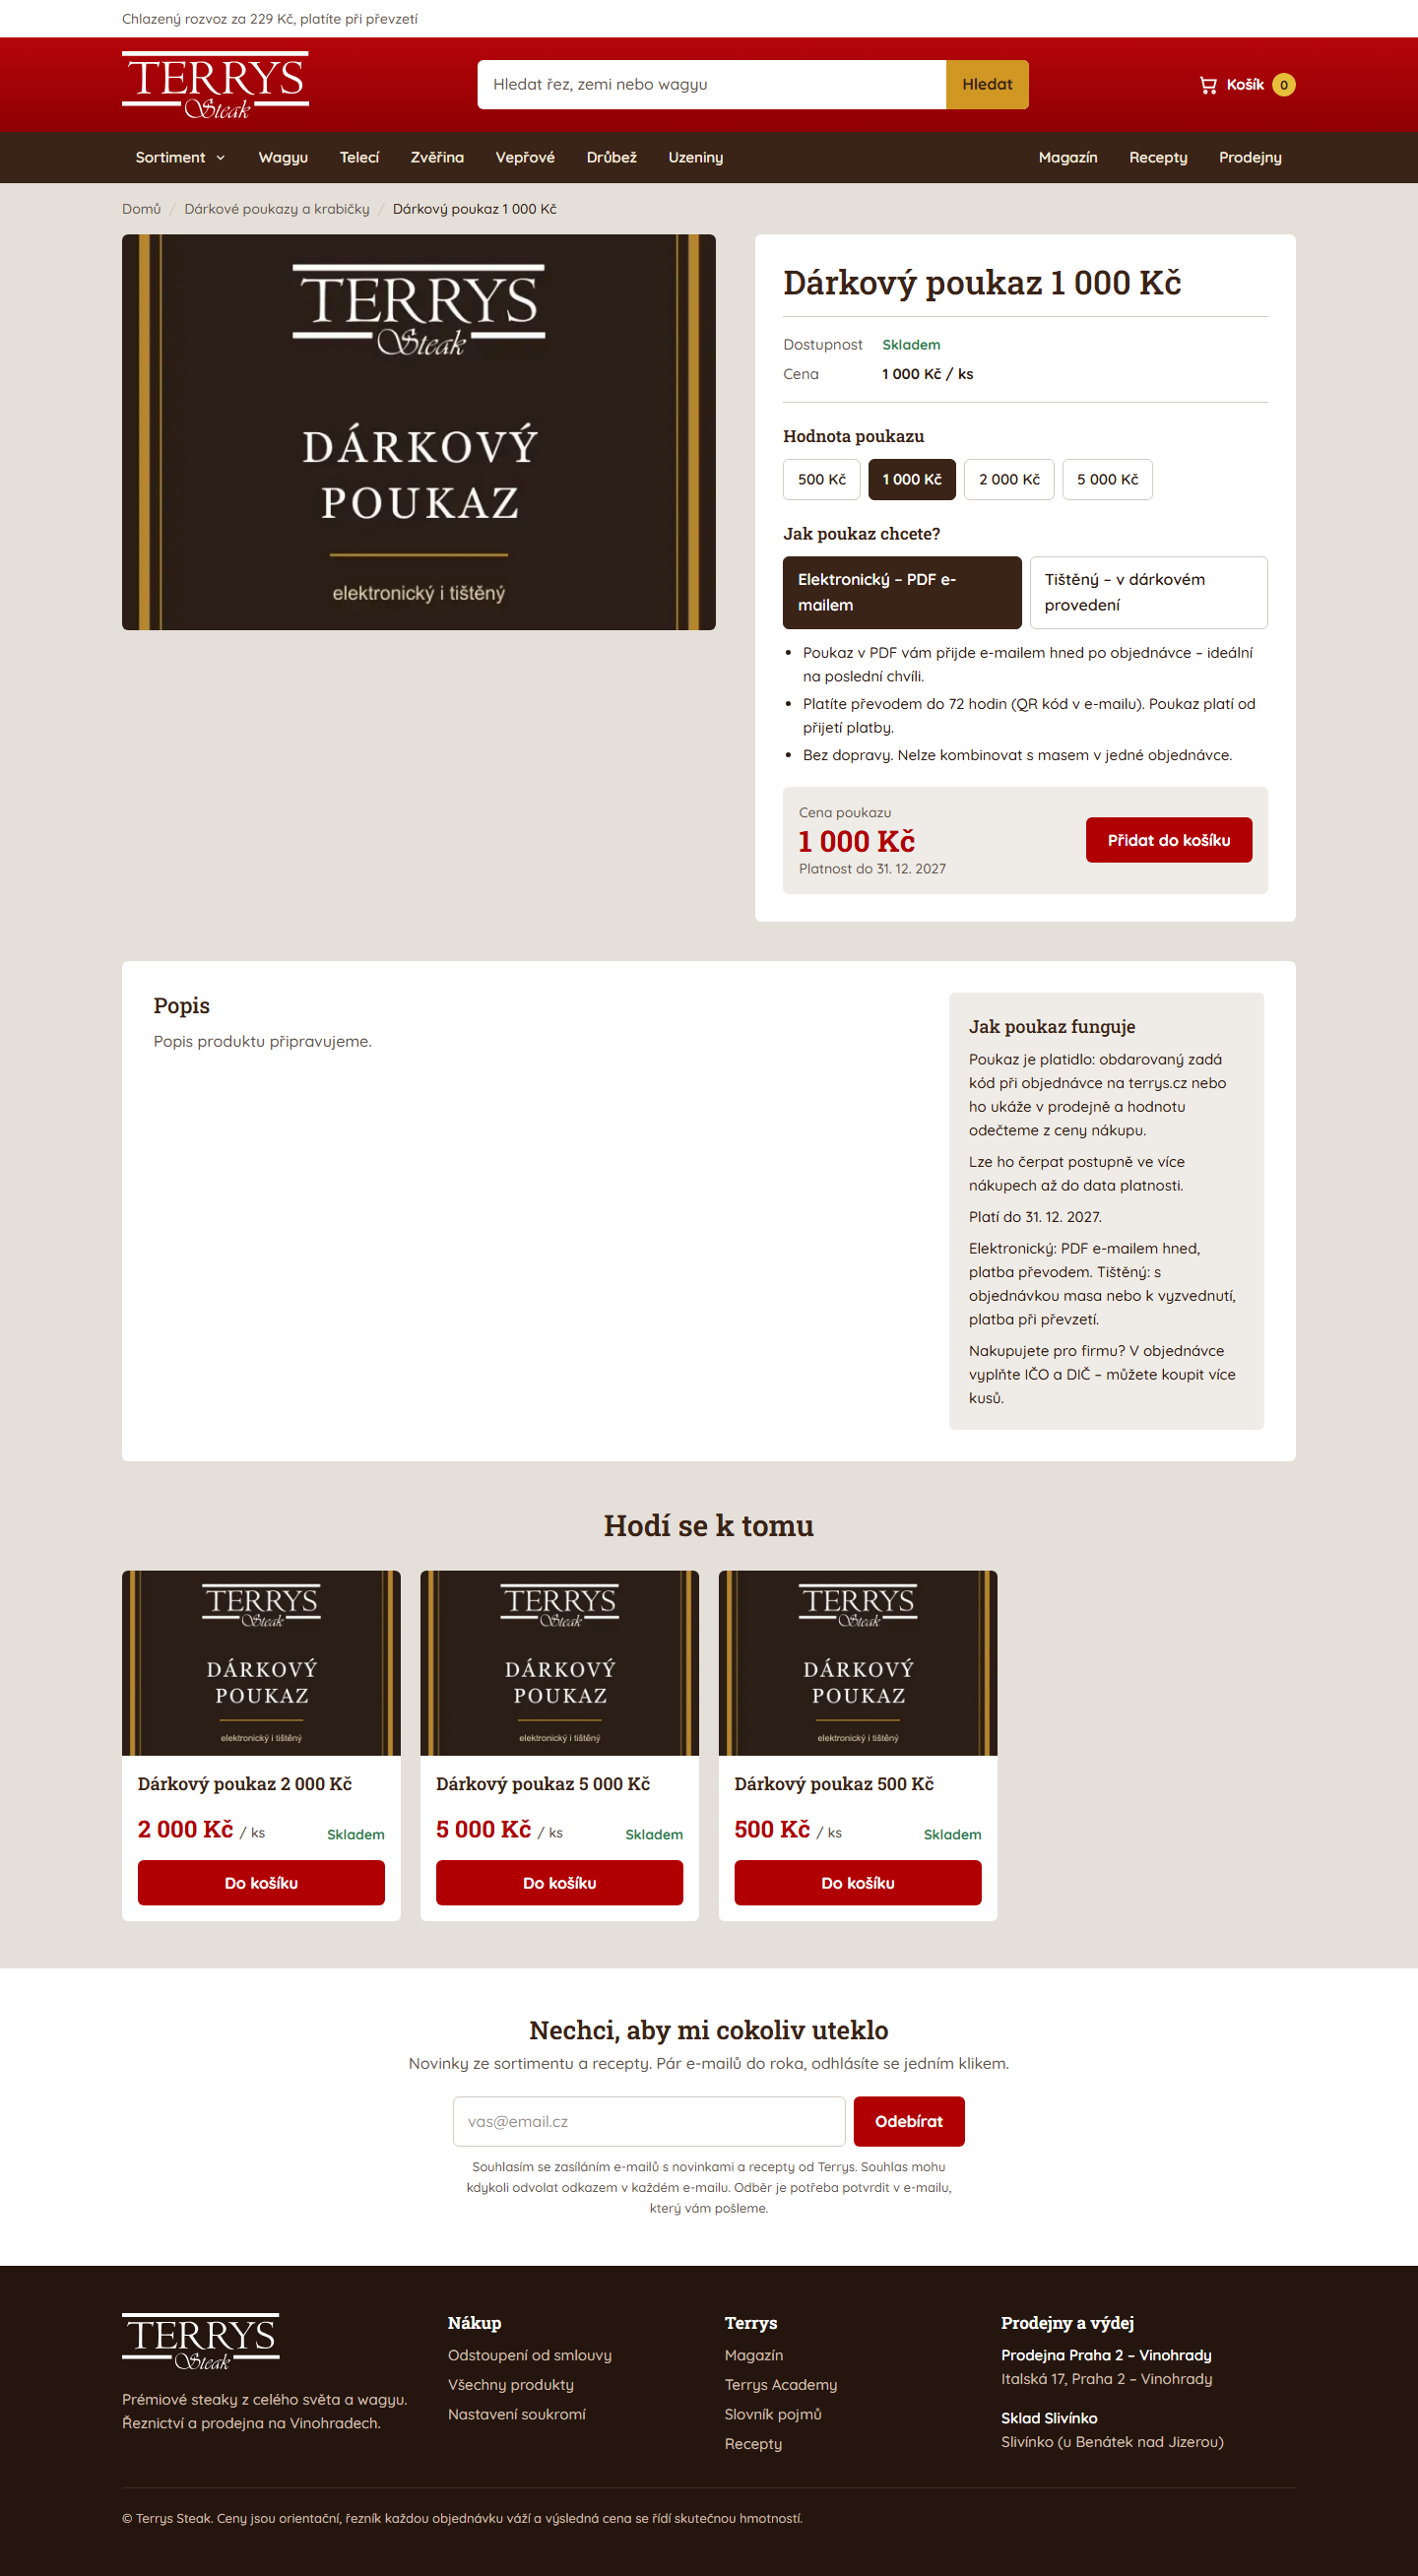 Chlazený rozvoz za 229 Kč, platíte při převzetí
TERRYS
Steak
Hledat řez, zemi nebo wagyu
Hledat
Košík 0
Sortiment Wagyu Telecí Zvěřina Vepřové Drůbež Uzeniny Magazín Recepty Prodejny
Domů / Dárkové poukazy a krabičky / Dárkový poukaz 1 000 Kč
TERRYS
Steak
DÁRKOVÝ
POUKAZ
elektronický i tištěný
Dárkový poukaz 1 000 Kč
Dostupnost Skladem
Cena 1 000 Kč / ks
Hodnota poukazu
500 Kč 1 000 Kč 2 000 Kč 5 000 Kč
Jak poukaz chcete?
Elektronický – PDF e-
mailem
Tištěný – v dárkovém
provedení
• Poukaz v PDF vám přijde e-mailem hned po objednávce – ideální
na poslední chvíli.
• Platíte převodem do 72 hodin (QR kód v e-mailu). Poukaz platí od
přijetí platby.
• Bez dopravy. Nelze kombinovat s masem v jedné objednávce.
Cena poukazu
1 000 Kč
Platnost do 31. 12. 2027
Přidat do košíku
Popis
Popis produktu připravujeme.
Jak poukaz funguje
Poukaz je platidlo: obdarovaný zadá
kód při objednávce na terrys.cz nebo
ho ukáže v prodejně a hodnotu
odečteme z ceny nákupu.
Lze ho čerpat postupně ve více
nákupech až do data platnosti.
Platí do 31. 12. 2027.
Elektronický: PDF e-mailem hned,
platba převodem. Tištěný: s
objednávkou masa nebo k vyzvednutí,
platba při převzetí.
Nakupujete pro firmu? V objednávce
vyplňte IČO a DIČ – můžete koupit více
kusů.
Hodí se k tomu
TERRYS
Steak
DÁRKOVÝ
POUKAZ
elektronický i tištěný
Dárkový poukaz 2 000 Kč
2 000 Kč / ks Skladem
Do košíku
TERRYS
Steak
DÁRKOVÝ
POUKAZ
elektronický i tištěný
Dárkový poukaz 5 000 Kč
5 000 Kč / ks Skladem
Do košíku
TERRYS
Steak
DÁRKOVÝ
POUKAZ
elektronický i tištěný
Dárkový poukaz 500 Kč
500 Kč / ks Skladem
Do košíku
Nechci, aby mi cokoliv uteklo
Novinky ze sortimentu a recepty. Pár e-mailů do roka, odhlásíte se jedním klikem.
vas@email.cz
Odebírat
Souhlasím se zasíláním e-mailů s novinkami a recepty od Terrys. Souhlas mohu
kdykoli odvolat odkazem v každém e-mailu. Odběr je potřeba potvrdit v e-mailu,
který vám pošleme.
TERRYS
Steak
Prémiové steaky z celého světa a wagyu.
Řeznictví a prodejna na Vinohradech.
Nákup
Odstoupení od smlouvy
Všechny produkty
Nastavení soukromí
Terrys
Magazín
Terrys Academy
Slovník pojmů
Recepty
Prodejny a výdej
Prodejna Praha 2 – Vinohrady
Italská 17, Praha 2 – Vinohrady
Sklad Slivínko
Slivínko (u Benátek nad Jizerou)
© Terrys Steak. Ceny jsou orientační, řezník každou objednávku váží a výsledná cena se řídí skutečnou hmotností.